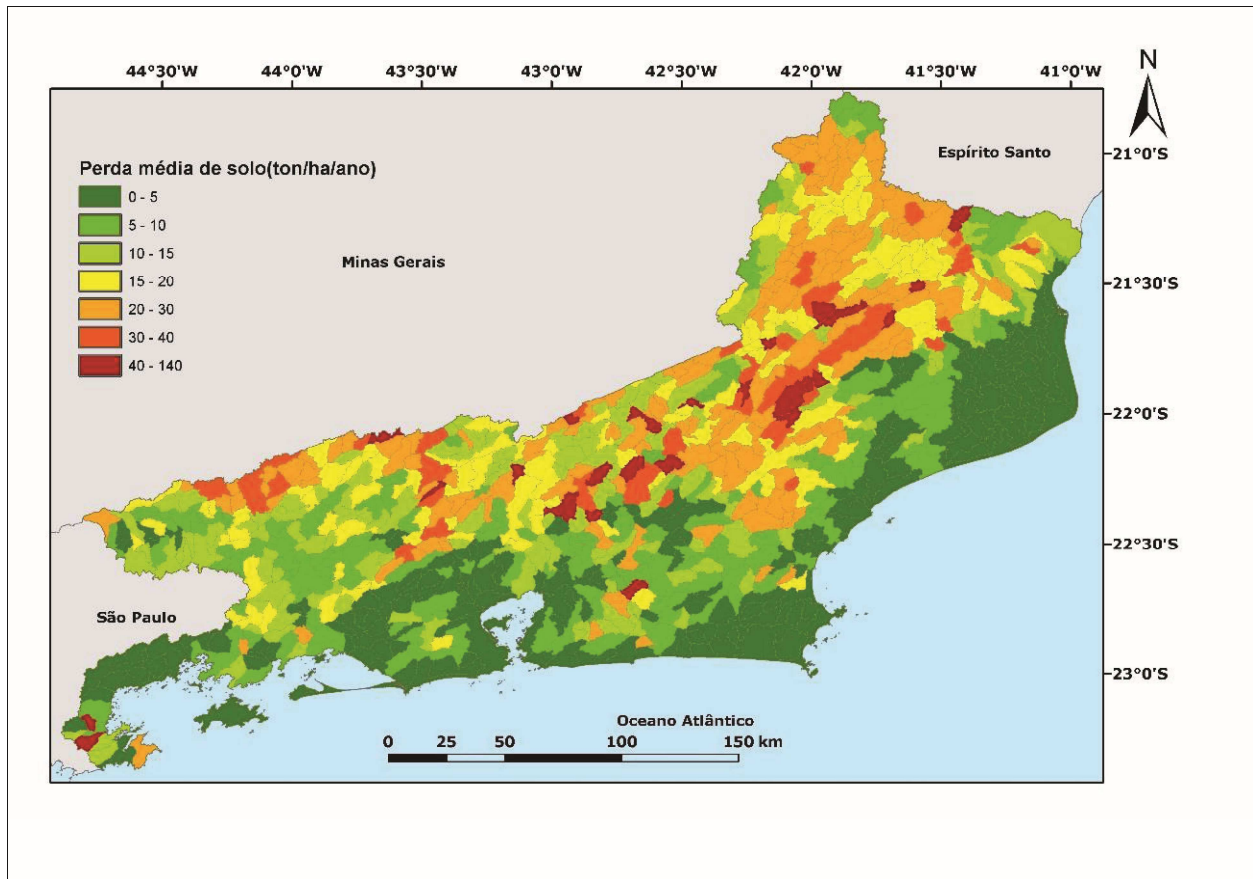 44°30'W 44°0'W 43°30'W 43°0'W 42°30'W 42°0'W 41°30'W 41°0'W
N
21°0'S
21°30'S
22°0'S
22°30'S
23°0'S
Espírito Santo
Perda média de solo(ton/ha/ano)
0 - 5
5 - 10
10 - 15
15 - 20
20 - 30
30 - 40
40 - 140
Minas Gerais
São Paulo
Oceano Atlântico
0 25 50 100 150 km